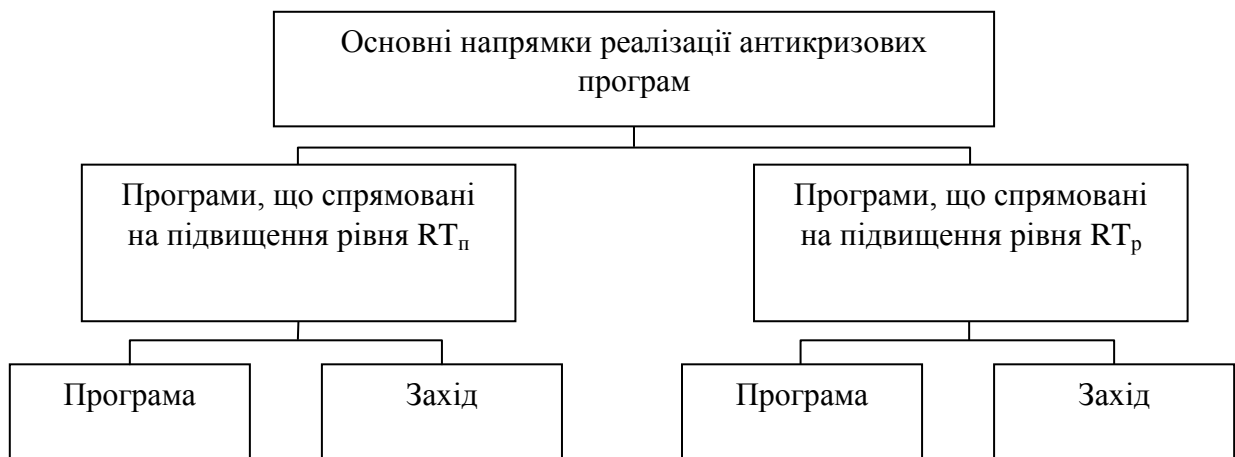 Основні напрямки реалізації антикризових
програм
Програми, що спрямовані
на підвищення рівня RTп
Програми, що спрямовані
на підвищення рівня RTр
Програма
Захід
Програма
Захід